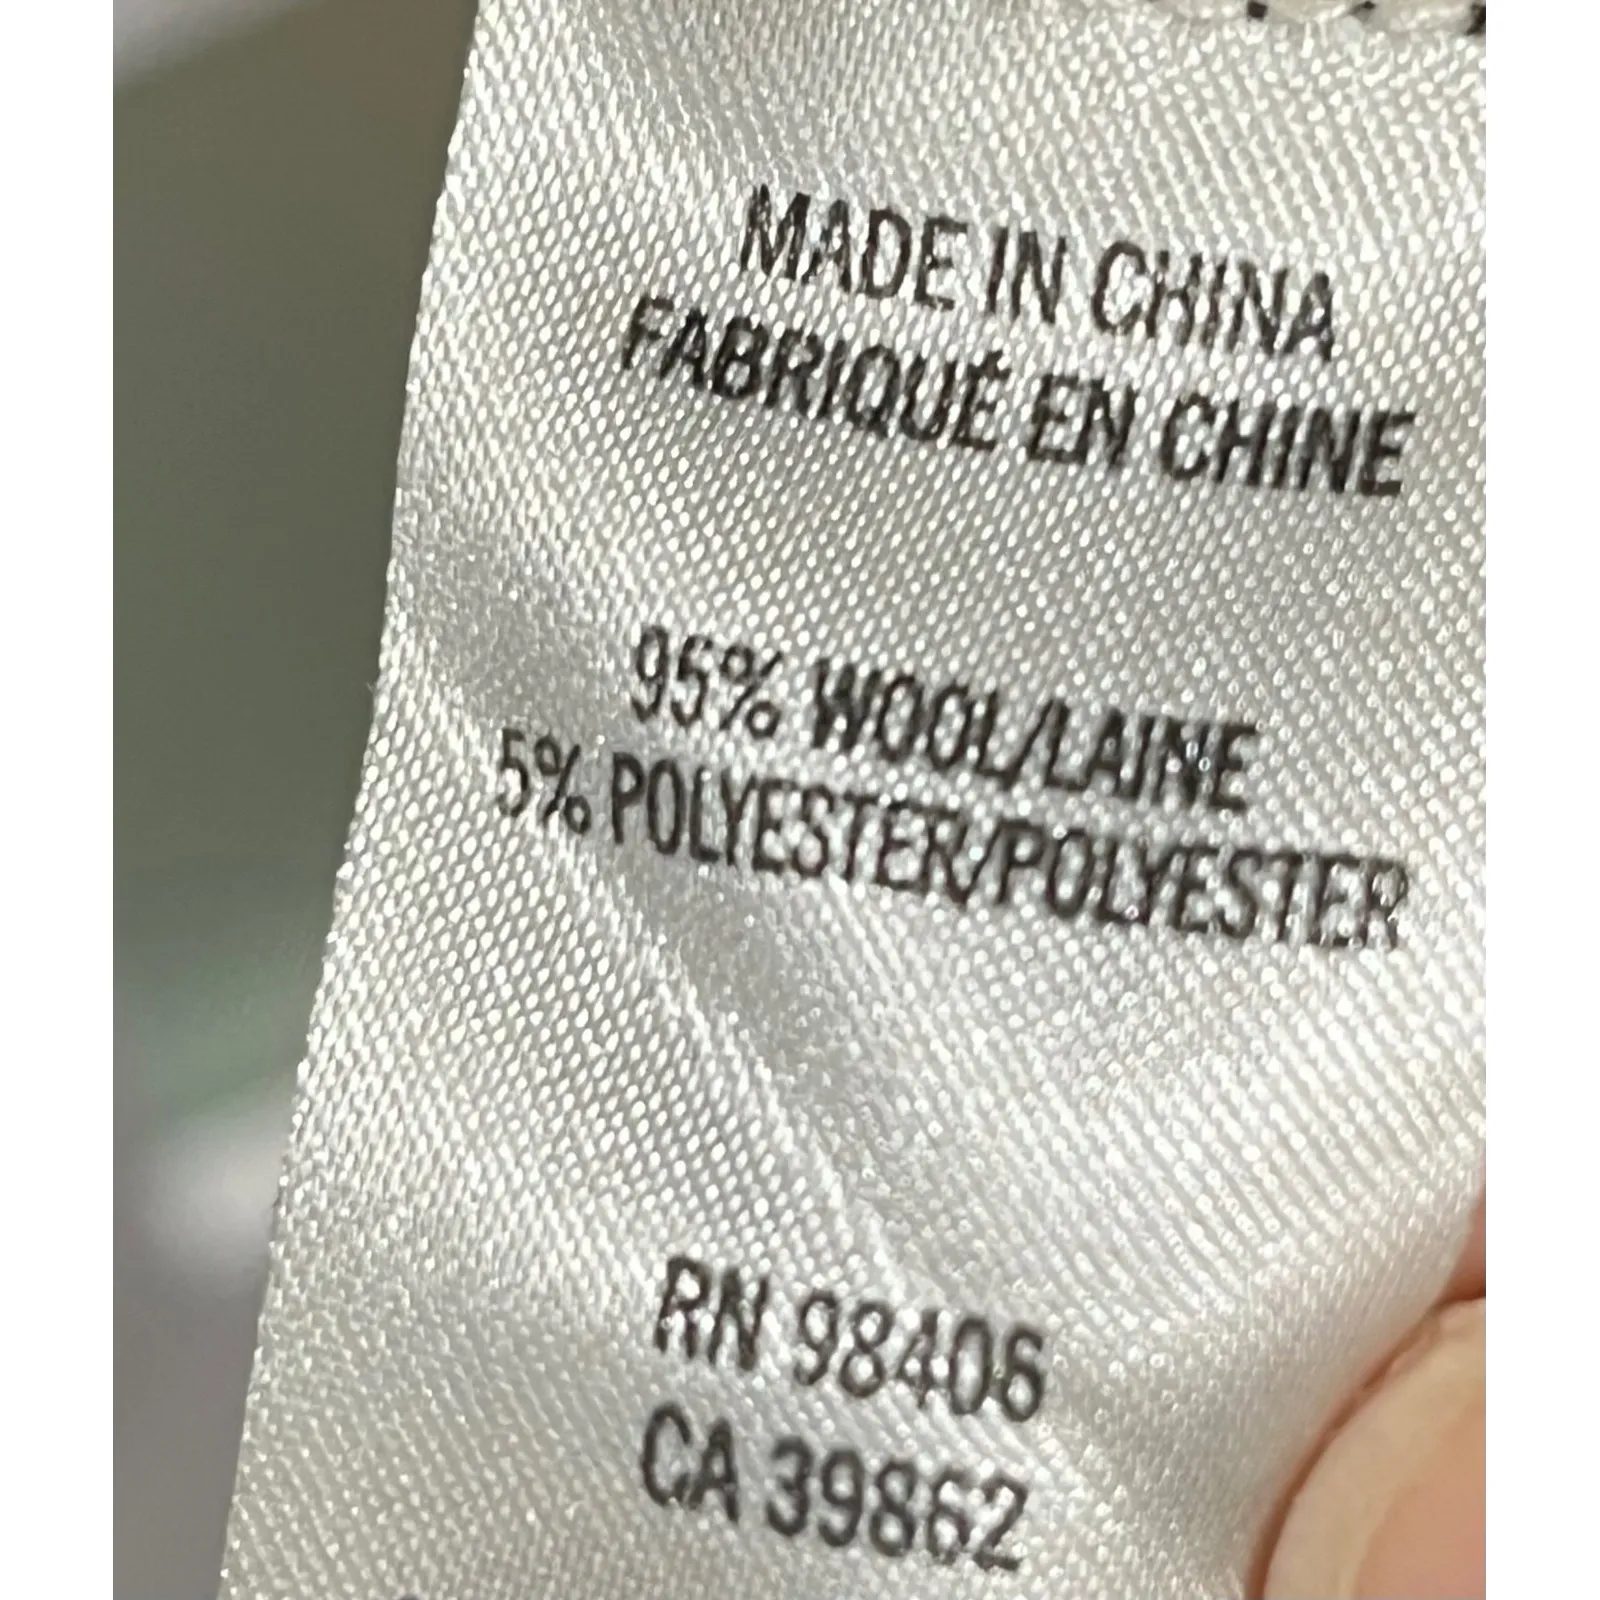 MADE IN CHINA
FABRIQUÉ EN CHINE
95% WOOL/LAINE
5% POLYESTER/POLYESTER
RN 98406
CA 39862